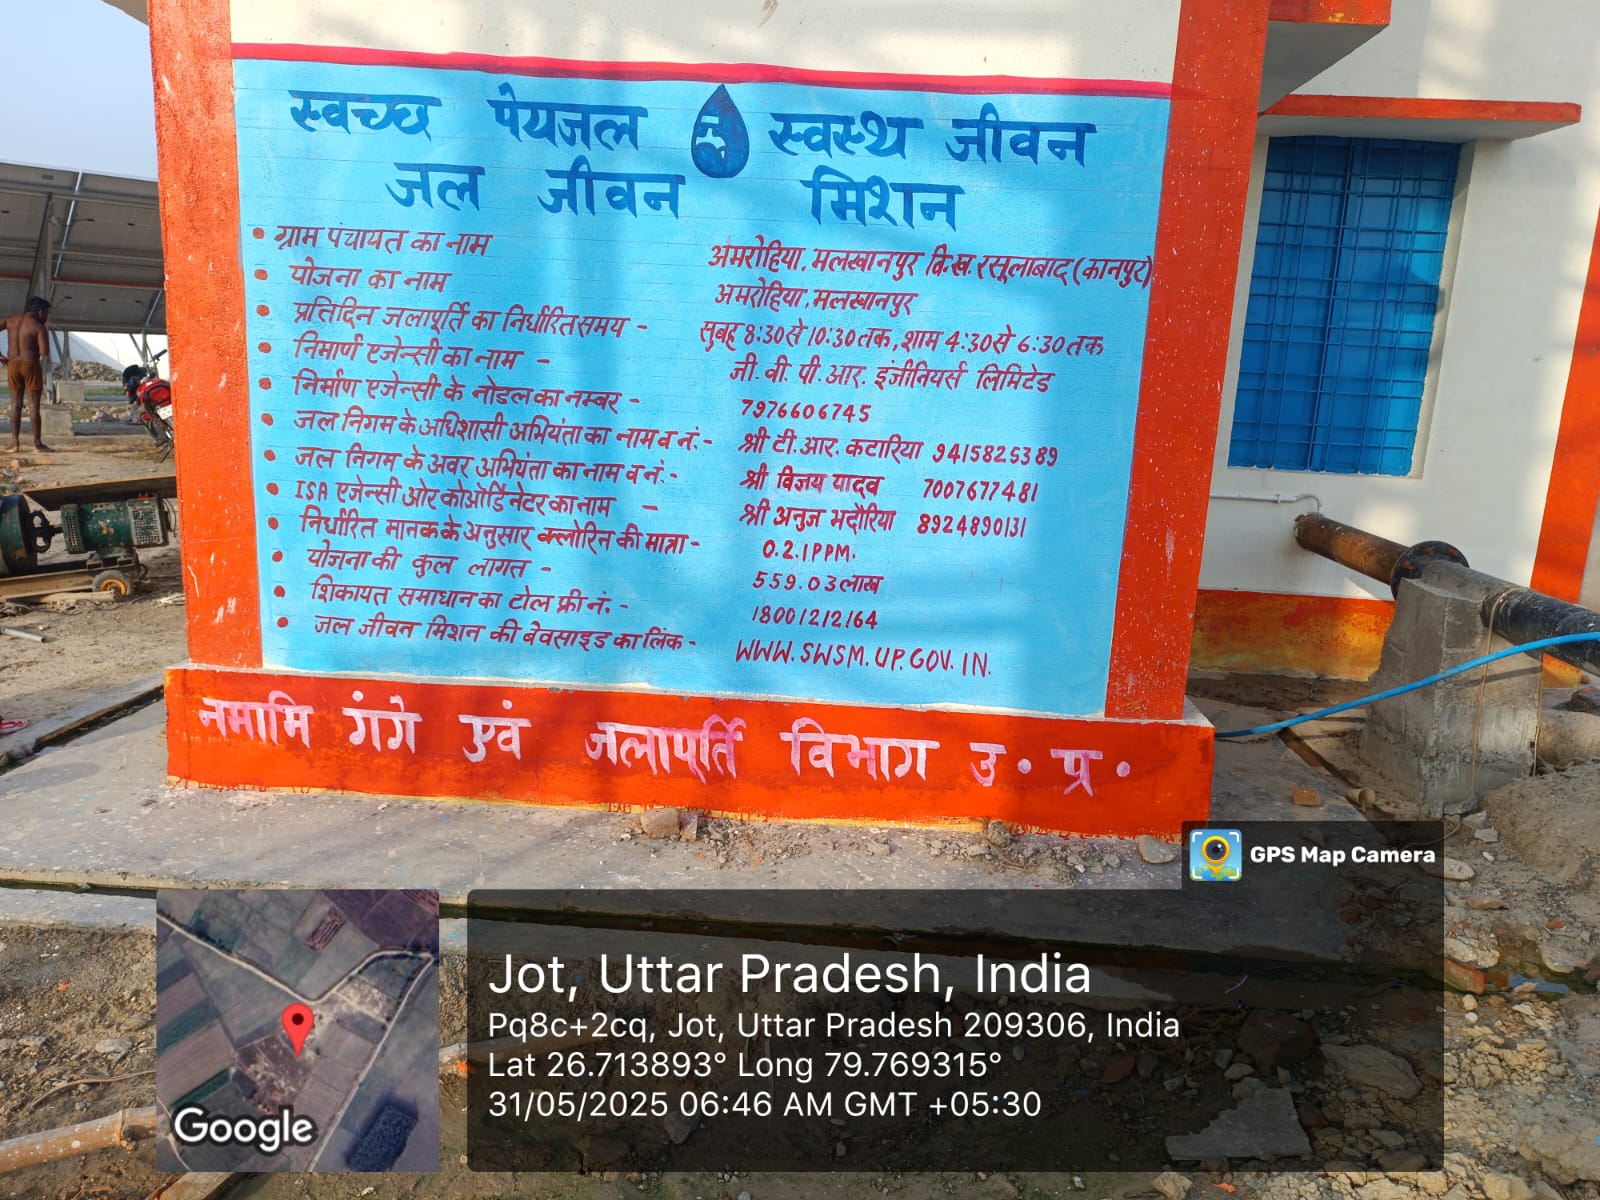 स्वच्छ पेयजल स्वस्थ जीवन
जल जीवन मिशन
• ग्राम पंचायत का नाम अमरोहिया, मलखानपुर वि.ख रसूलाबाद (कानपुर)
• योजना का नाम अमरोहिया, मलखानपुर
• प्रतिदिन जलापूर्ति का निर्धारित समय - सुबह 8:30 से 10:30 तक, शाम 4:30 से 6:30 तक
• निमार्ण एजेन्सी का नाम - जी. वी. पी. आर. इंजीनियर्स लिमिटेड
• निर्माण एजेन्सी के नोडल का नम्बर - 7976606745
• जल निगम के अधिशासी अभियंता का नाम व नं.- श्री टी. आर. कटारिया 9415825389
• जल निगम के अवर अभियंता का नाम व नं.- श्री विजय यादव 7007677481
• ISA एजेन्सी ओर कोऑर्डिनेटर का नाम - श्री अनुज भदौरिया 8924890131
• निर्धारित मानक के अनुसार क्लोरिन की मात्रा - 0.2.1PPM.
• योजना की कुल लागत - 559.03 लाख
• शिकायत समाधान का टोल फ्री नं. - 18001212164
• जल जीवन मिशन की बेवसाइड का लिंक - WWW.SWSM.UP.GOV.IN.
नमामि गंगे एवं जलापूर्ति विभाग उ. प्र.
GPS Map Camera
Jot, Uttar Pradesh, India
Pq8c+2cq, Jot, Uttar Pradesh 209306, India
Lat 26.713893° Long 79.769315°
31/05/2025 06:46 AM GMT +05:30
Google